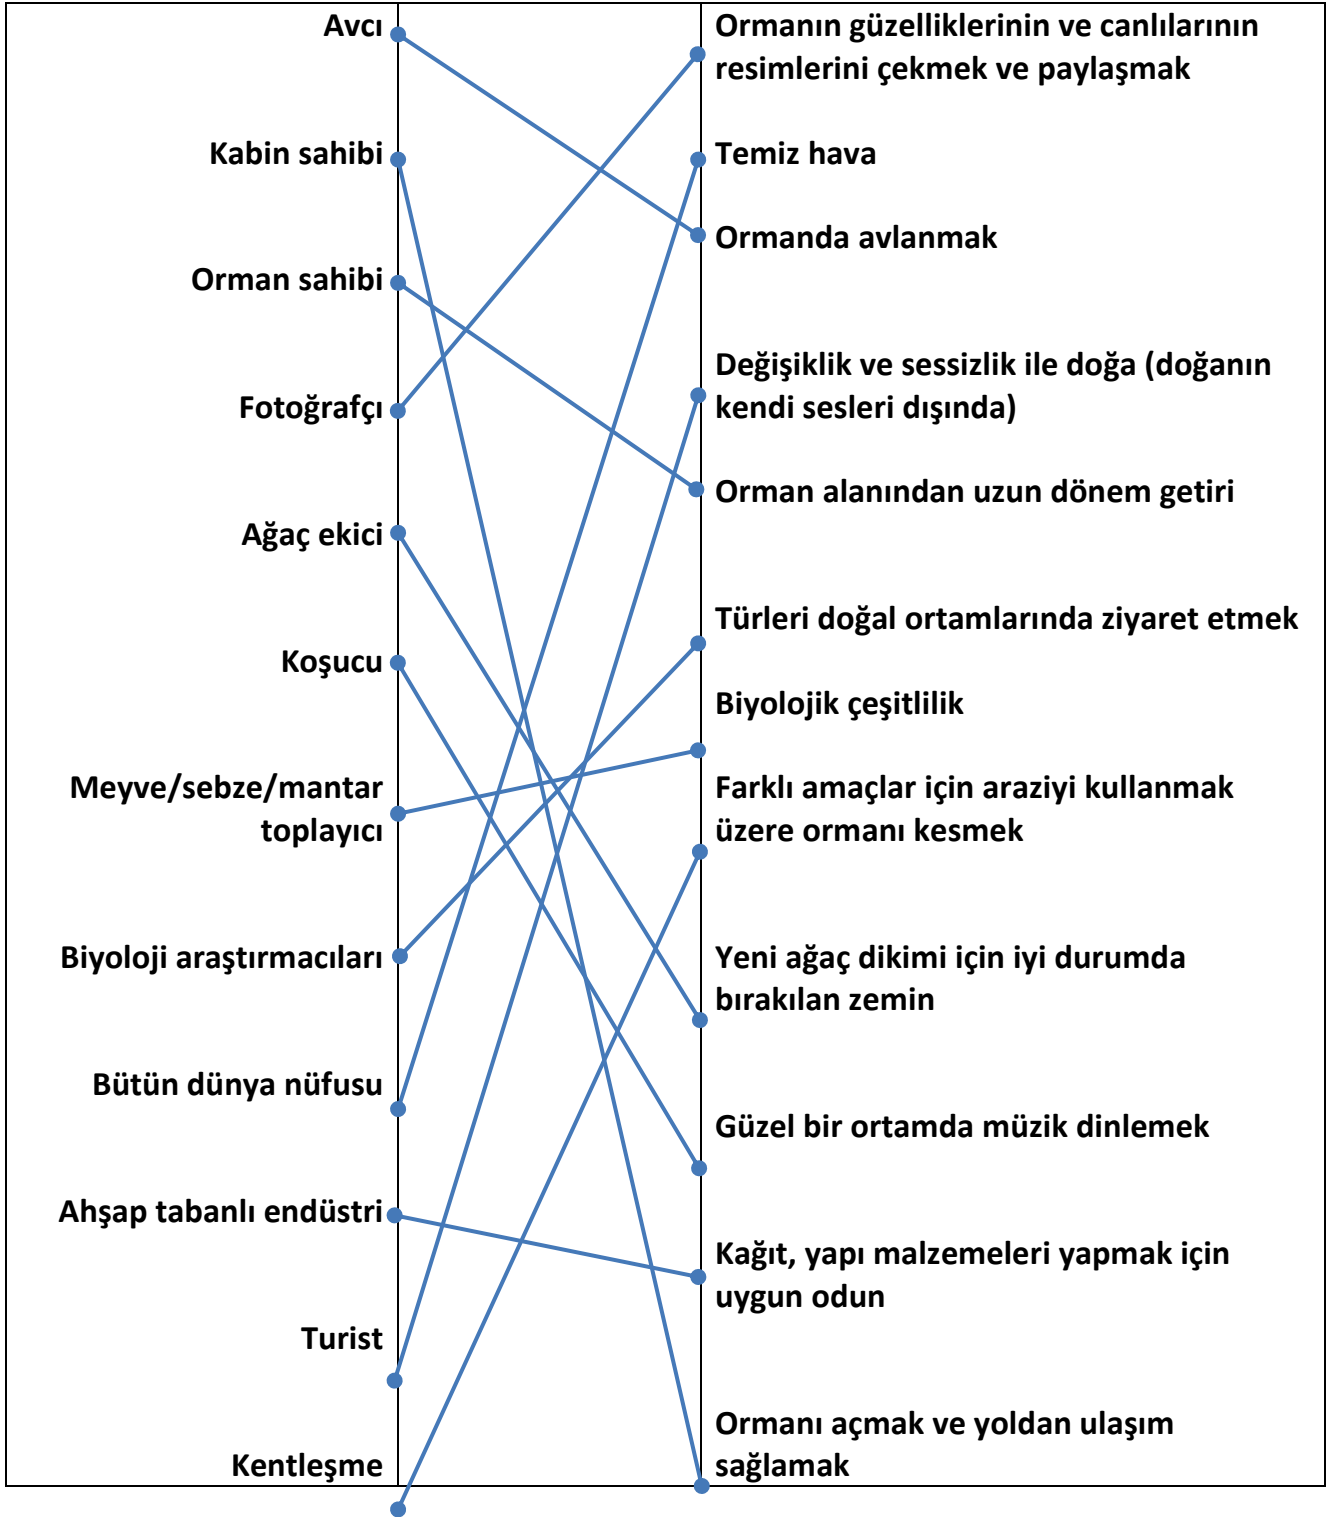 Avcı
Kabin sahibi
Orman sahibi
Fotoğrafçı
Ağaç ekici
Koşucu
Meyve/sebze/mantar
toplayıcı
Biyoloji araştırmacıları
Bütün dünya nüfusu
Ahşap tabanlı endüstri
Turist
Kentleşme
Ormanın güzelliklerinin ve canlılarının
resimlerini çekmek ve paylaşmak
Temiz hava
Ormanda avlanmak
Değişiklik ve sessizlik ile doğa (doğanın
kendi sesleri dışında)
Orman alanından uzun dönem getiri
Türleri doğal ortamlarında ziyaret etmek
Biyolojik çeşitlilik
Farklı amaçlar için araziyi kullanmak
üzere ormanı kesmek
Yeni ağaç dikimi için iyi durumda
bırakılan zemin
Güzel bir ortamda müzik dinlemek
Kağıt, yapı malzemeleri yapmak için
uygun odun
Ormanı açmak ve yoldan ulaşım
sağlamak